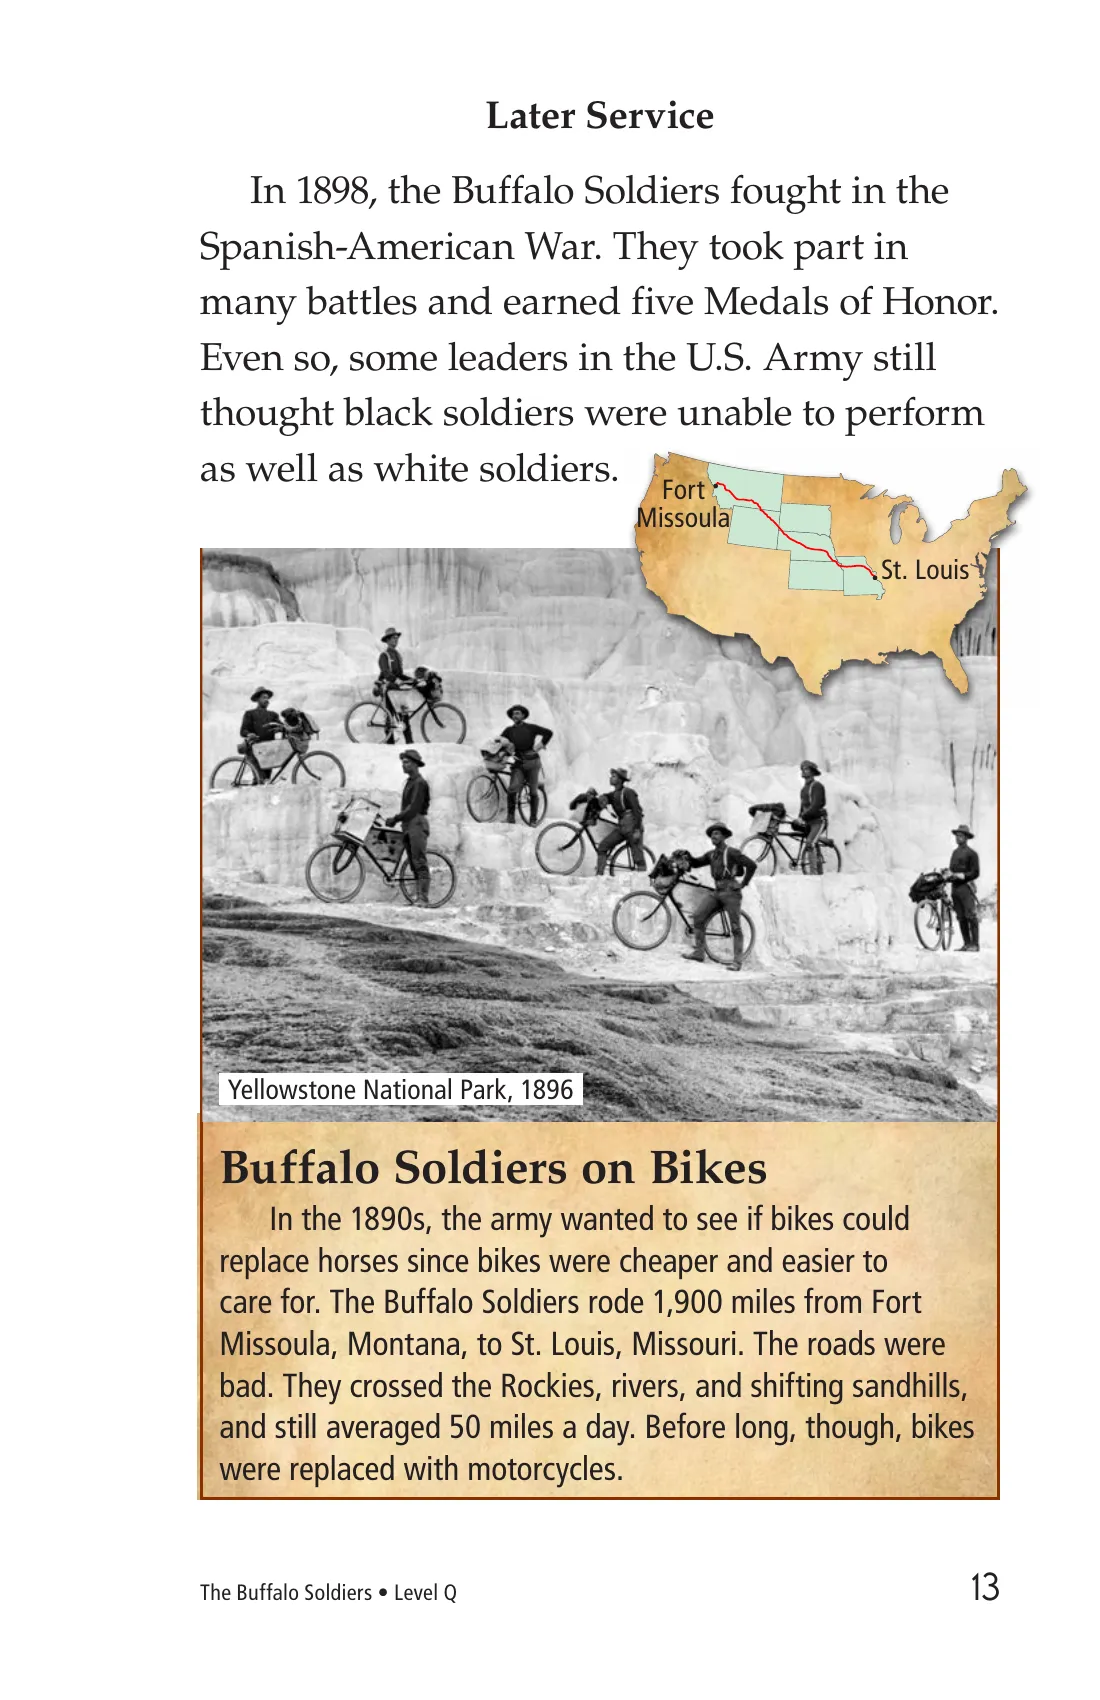 Later Service
In 1898, the Buffalo Soldiers fought in the
Spanish-American War. They took part in
many battles and earned five Medals of Honor.
Even so, some leaders in the U.S. Army still
thought black soldiers were unable to perform
as well as white soldiers.
Fort
Missoula
St. Louis
Yellowstone National Park, 1896
Buffalo Soldiers on Bikes
In the 1890s, the army wanted to see if bikes could
replace horses since bikes were cheaper and easier to
care for. The Buffalo Soldiers rode 1,900 miles from Fort
Missoula, Montana, to St. Louis, Missouri. The roads were
bad. They crossed the Rockies, rivers, and shifting sandhills,
and still averaged 50 miles a day. Before long, though, bikes
were replaced with motorcycles.
The Buffalo Soldiers • Level Q
13